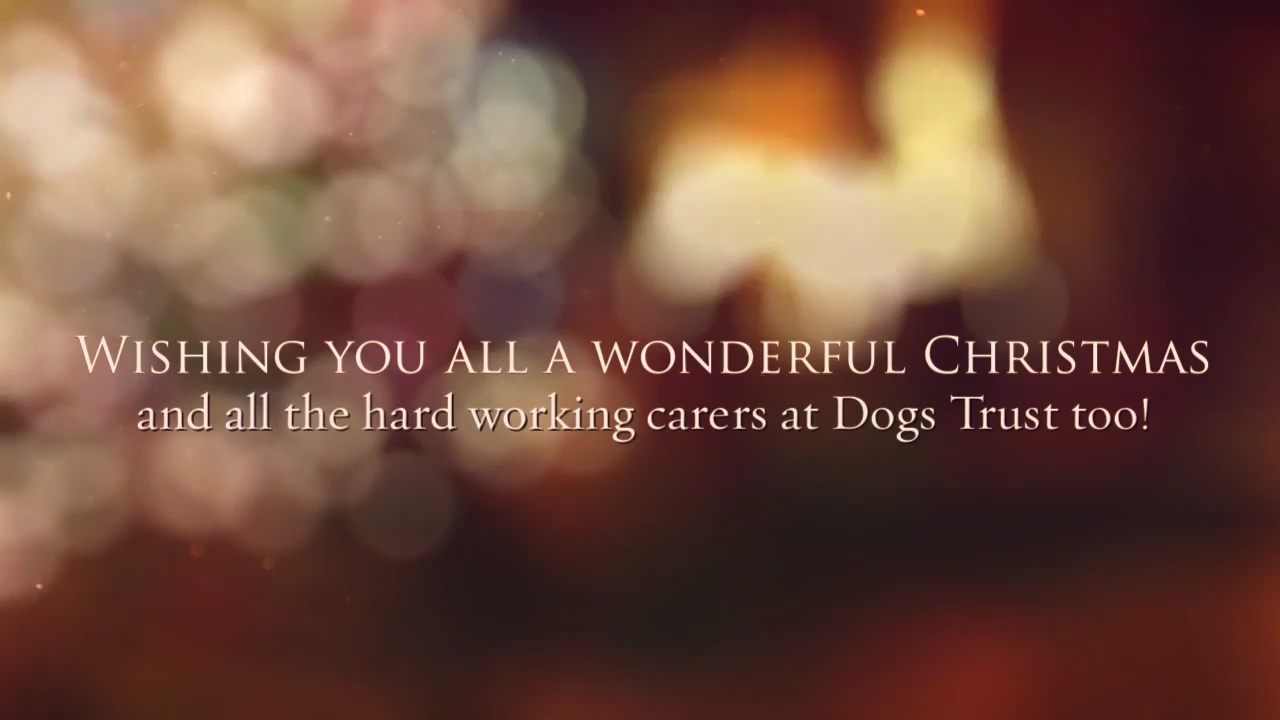 Wishing you all a wonderful Christmas
and all the hard working carers at Dogs Trust too!